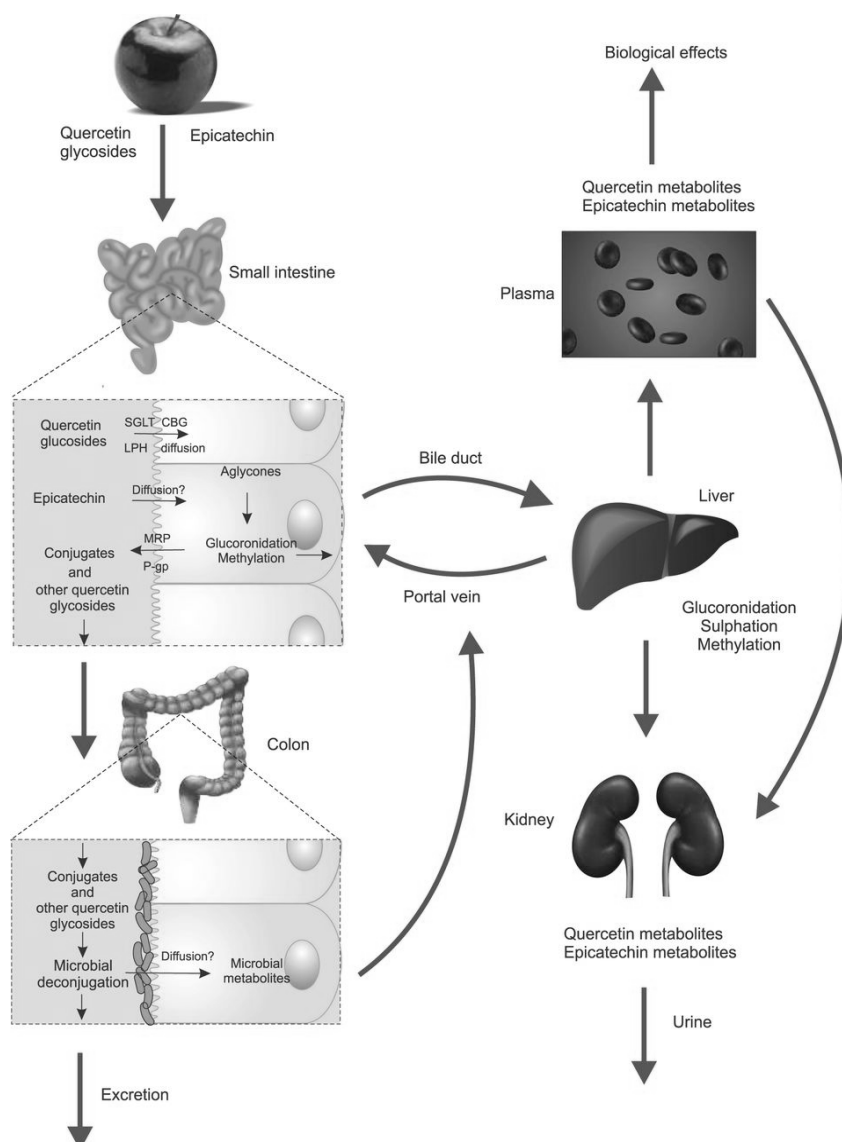 Quercetin
glycosides
Epicatechin
Small intestine
Quercetin
glucosides
SGLT CBG
LPH diffusion
Aglycones
Epicatechin
Diffusion?
MRP
P-gp
Glucoronidation
Methylation
Conjugates
and
other quercetin
glycosides
Colon
Conjugates
and
other quercetin
glycosides
Microbial
deconjugation
Diffusion?
Microbial
metabolites
Excretion
Bile duct
Portal vein
Biological effects
Quercetin metabolites
Epicatechin metabolites
Plasma
Liver
Glucoronidation
Sulphation
Methylation
Kidney
Quercetin metabolites
Epicatechin metabolites
Urine